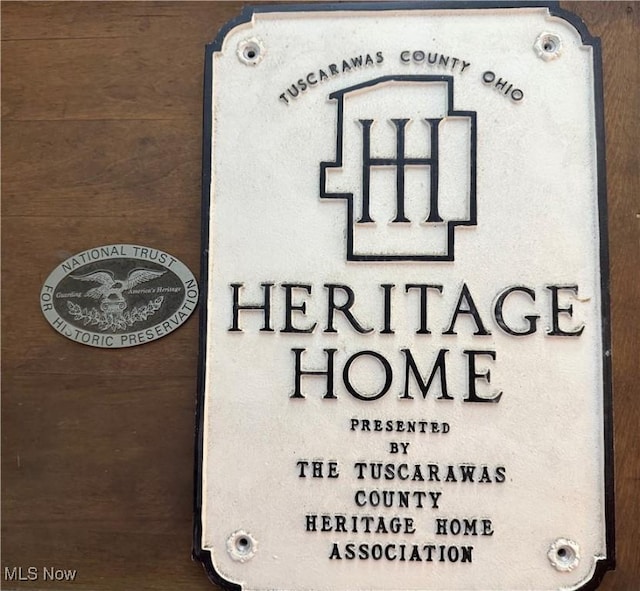 TUSCARAWAS COUNTY OHIO
HH
HERITAGE
HOME
PRESENTED
BY
THE TUSCARAWAS
COUNTY
HERITAGE HOME
ASSOCIATION
NATIONAL TRUST
Guarding America's Heritage
FOR HISTORIC PRESERVATION
MLS Now